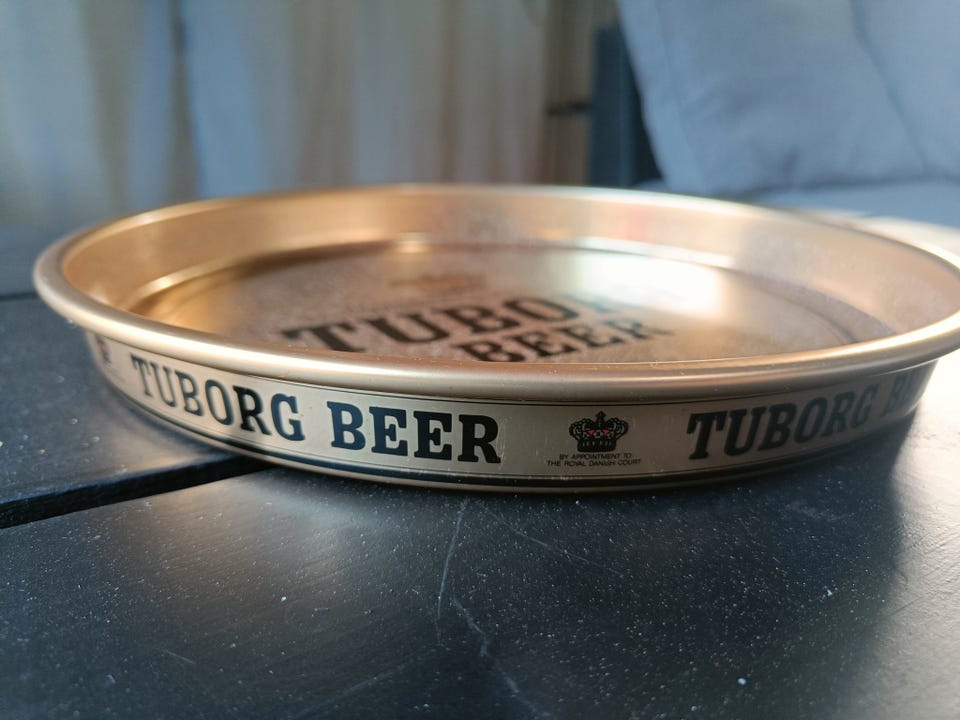 TUBORG
BEER
TUBORG BEER
BY APPOINTMENT TO
THE ROYAL DANISH COURT
TUBORG